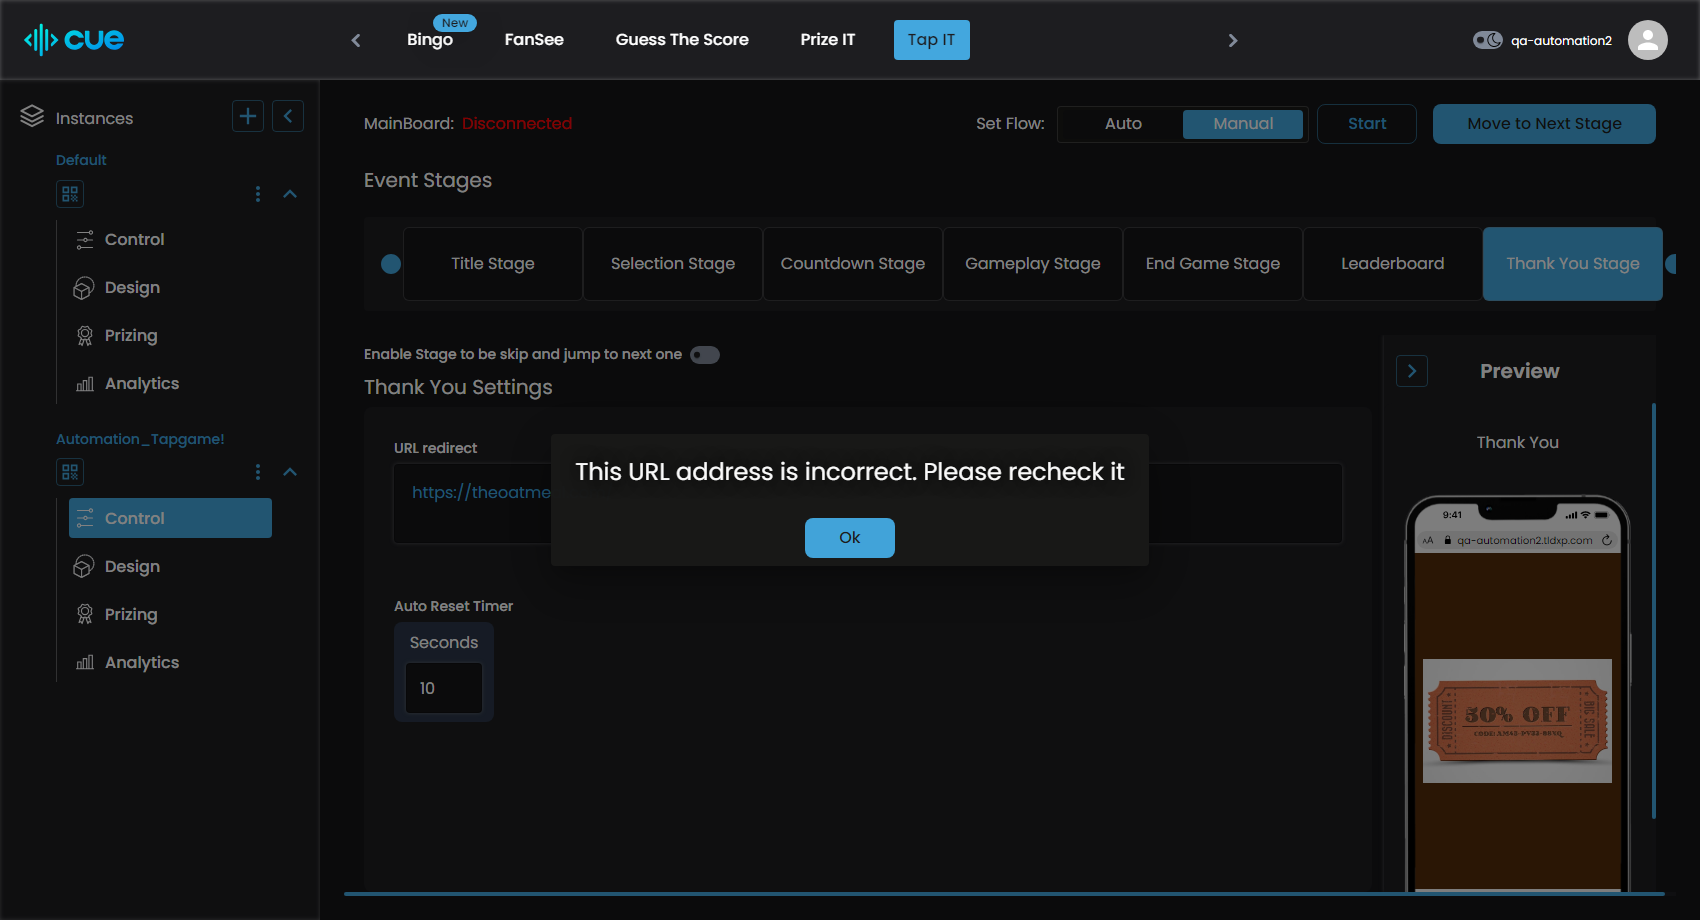 cue
New
Bingo
FanSee
Guess The Score
Prize IT
Tap IT
qa-automation2
Instances
Default
Control
Design
Prizing
Analytics
Automation_Tapgame!
Control
Design
Prizing
Analytics
MainBoard: Disconnected
Set Flow:
Auto
Manual
Start
Move to Next Stage
Event Stages
Title Stage
Selection Stage
Countdown Stage
Gameplay Stage
End Game Stage
Leaderboard
Thank You Stage
Enable Stage to be skip and jump to next one
Thank You Settings
URL redirect
https://theoatme
This URL address is incorrect. Please recheck it
Ok
Auto Reset Timer
Seconds
10
Preview
Thank You
9:41
AA
qa-automation2.tldxp.com
DISCOUNT
50% OFF
BIG SALE